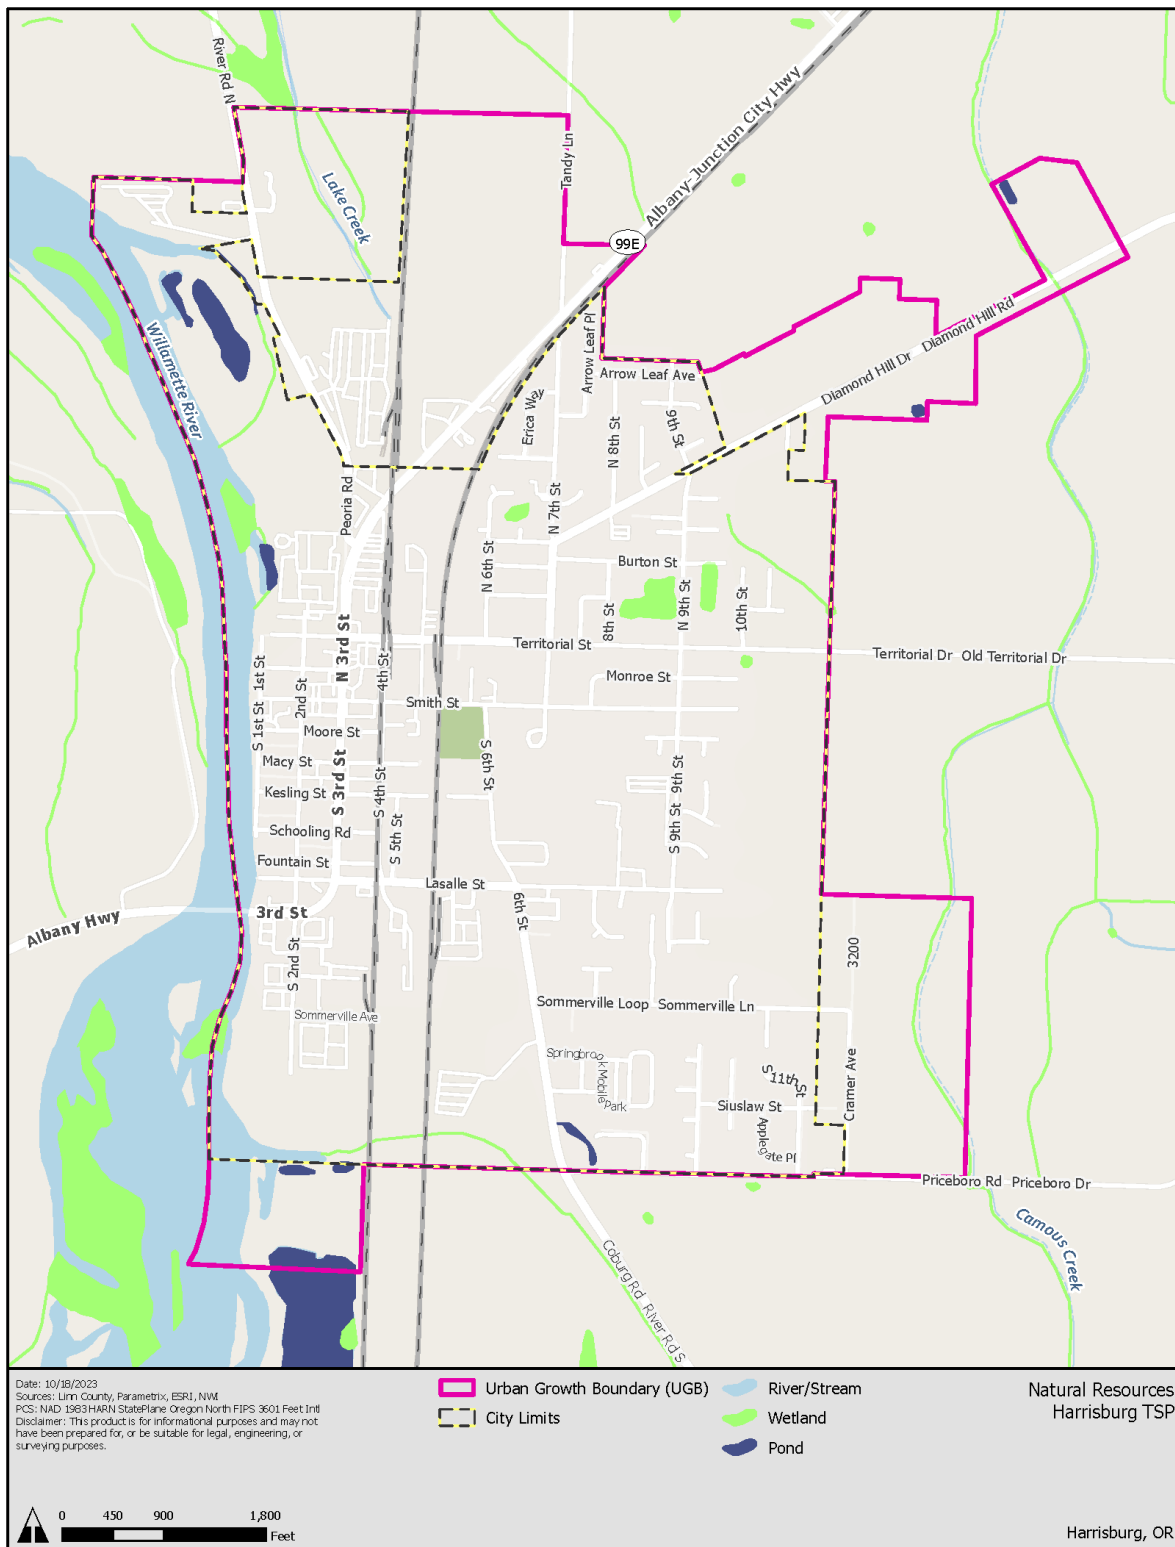 River Rd N
Albany-Junction City Hwy
Tandy Ln
Lake Creek
99E
Willamette River
Arrow Leaf Pl
Diamond Hill Dr Diamond Hill Rd
Arrow Leaf Ave
Erica Way
N 8th St
9th St
Peoria Rd
N 7th St
N 6th St
Burton St
8th St
N 9th St
10th St
N 3rd St
Territorial St
Territorial Dr Old Territorial Dr
1st St
2nd St
4th St
Monroe St
Smith St
S 1st St
Moore St
S 6th St
Macy St
S 3rd St
S 4th St
9th St
Kesling St
S 9th St
Schooling Rd
S 5th St
Fountain St
Lasalle St
3rd St
Albany Hwy
6th St
3200
S 2nd St
Sommerville Loop Sommerville Ln
Sommerville Ave
Springbrook Mobile Park
S 11th St
Cramer Ave
Siuslaw St
Applegate Pl
Priceboro Rd Priceboro Dr
Camous Creek
Coburg Rd River Rd S
Date: 10/18/2023
Sources: Linn County, Parametrix, ESRI, NWI
PCS: NAD 1983 HARN StatePlane Oregon North FIPS 3601 Feet Intl
Disclaimer: This product is for informational purposes and may not
have been prepared for, or be suitable for legal, engineering, or
surveying purposes.
Urban Growth Boundary (UGB)
City Limits
River/Stream
Wetland
Pond
Natural Resources
Harrisburg TSP
0 450 900 1,800
Feet
Harrisburg, OR